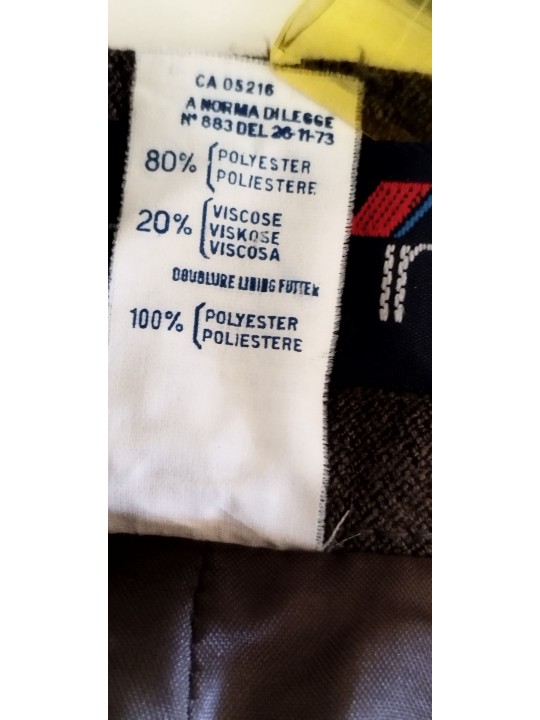 CA 05216
A NORMA DI LEGGE
N° 883 DEL 26-11-73
80% POLYESTER
POLIESTERE
20% VISCOSE
VISKOSE
VISCOSA
DOUBLURE LINING FUTTER
100% POLYESTER
POLIESTERE